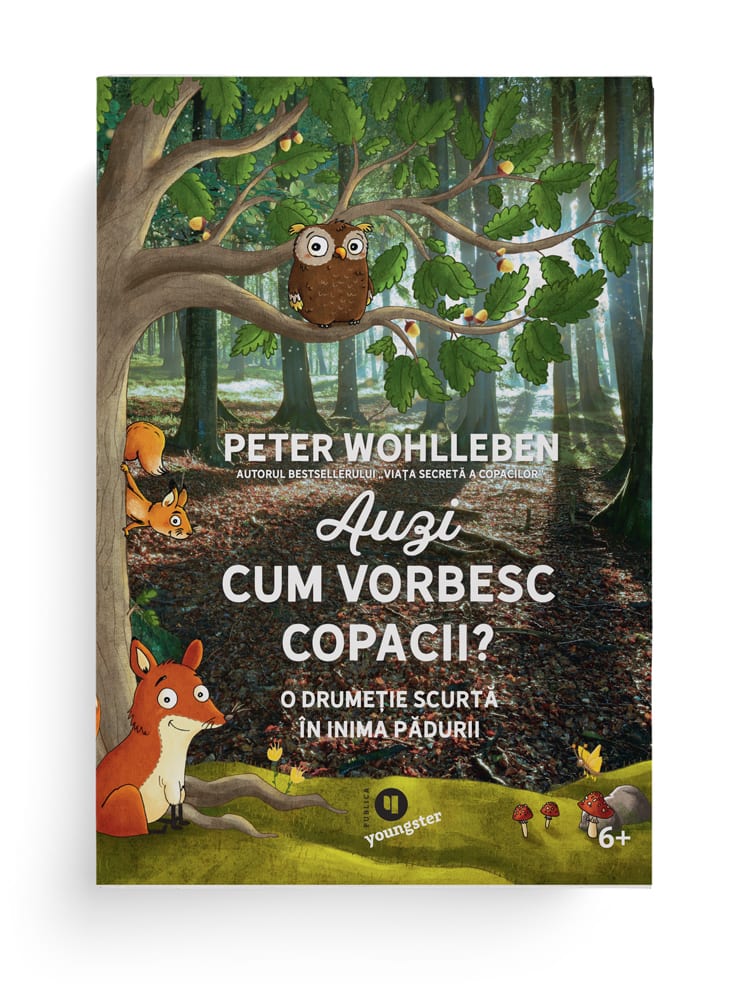 PETER WOHLLEBEN
AUTORUL BESTSELLERULUI „VIAȚA SECRETĂ A COPACILOR”
Auzi
CUM VORBESC
COPACII?
O DRUMEȚIE SCURTĂ
ÎN INIMA PĂDURII
PUBLICA
youngster
6+